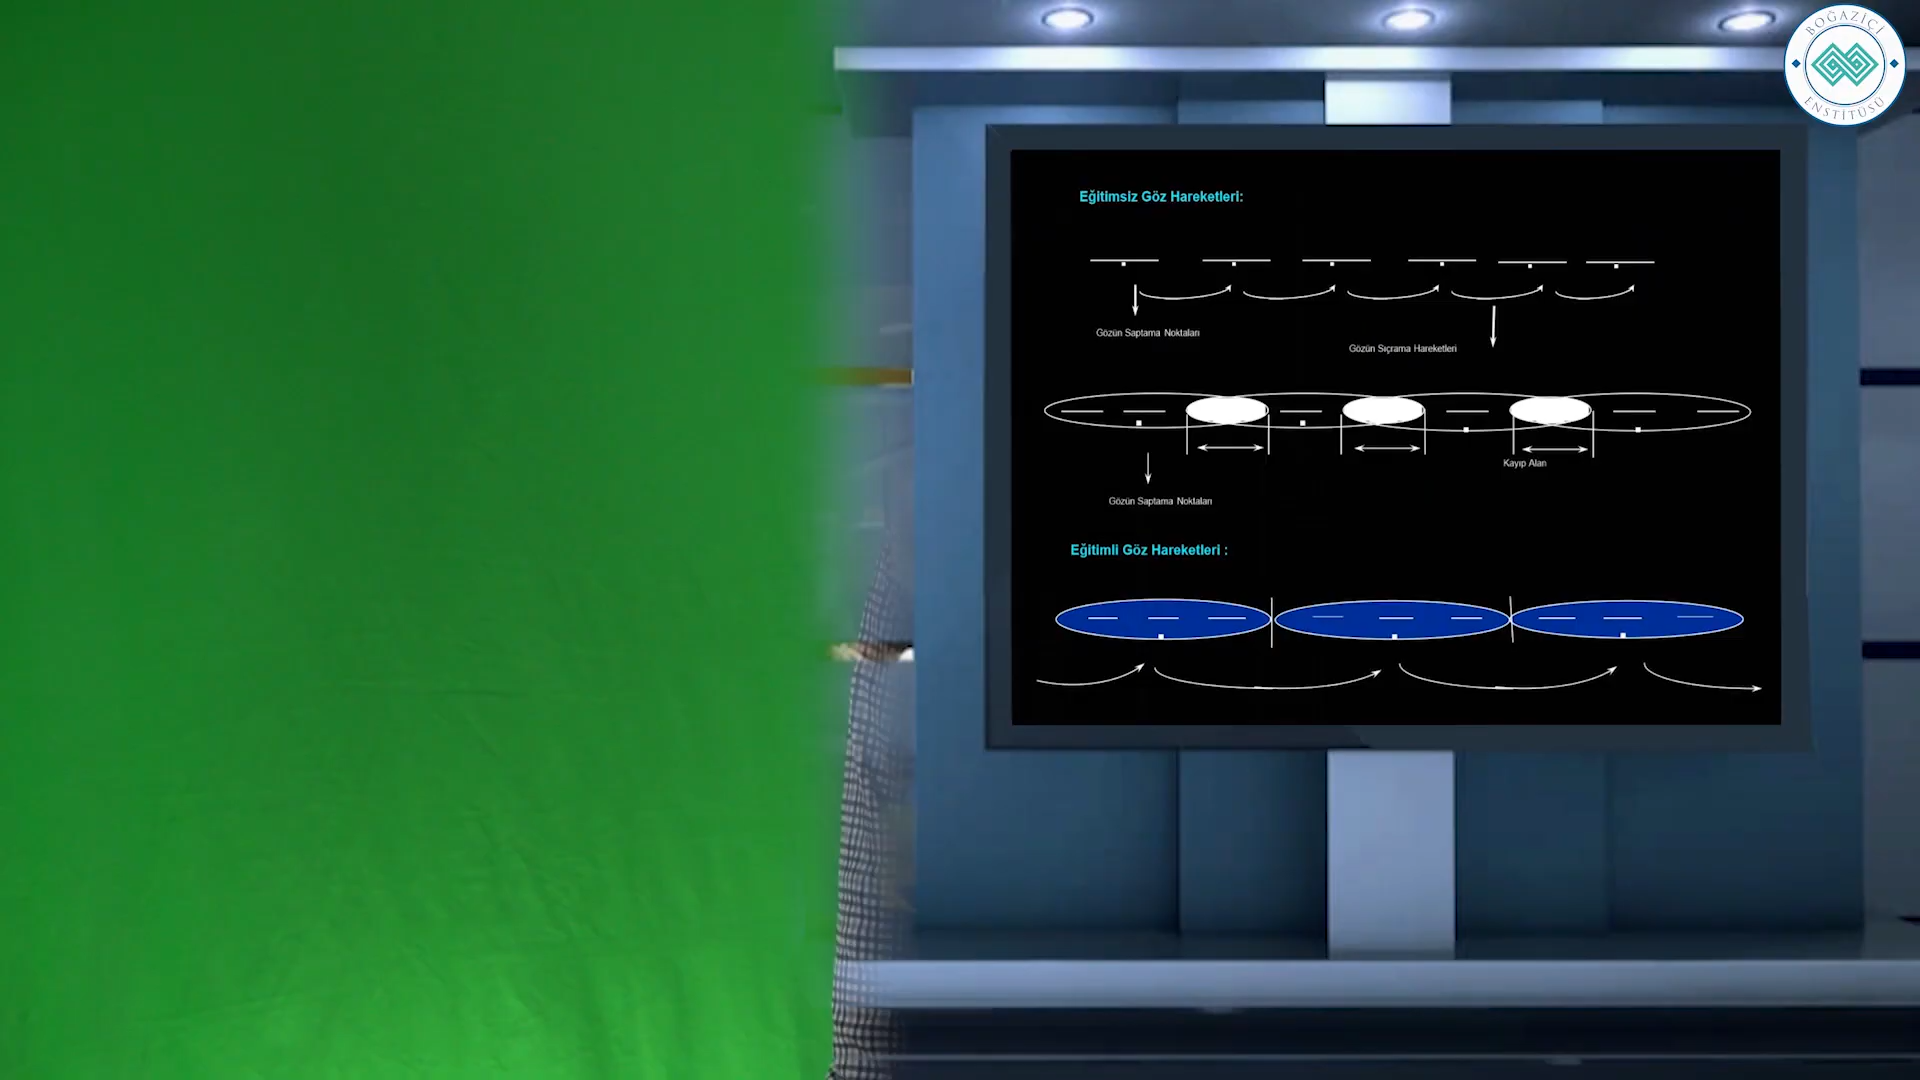 BOĞAZİÇİ
ENSTİTÜSÜ
Eğitimsiz Göz Hareketleri:
Gözün Saptama Noktaları
Gözün Sıçrama Hareketleri
Kayıp Alan
Gözün Saptama Noktaları
Eğitimli Göz Hareketleri :